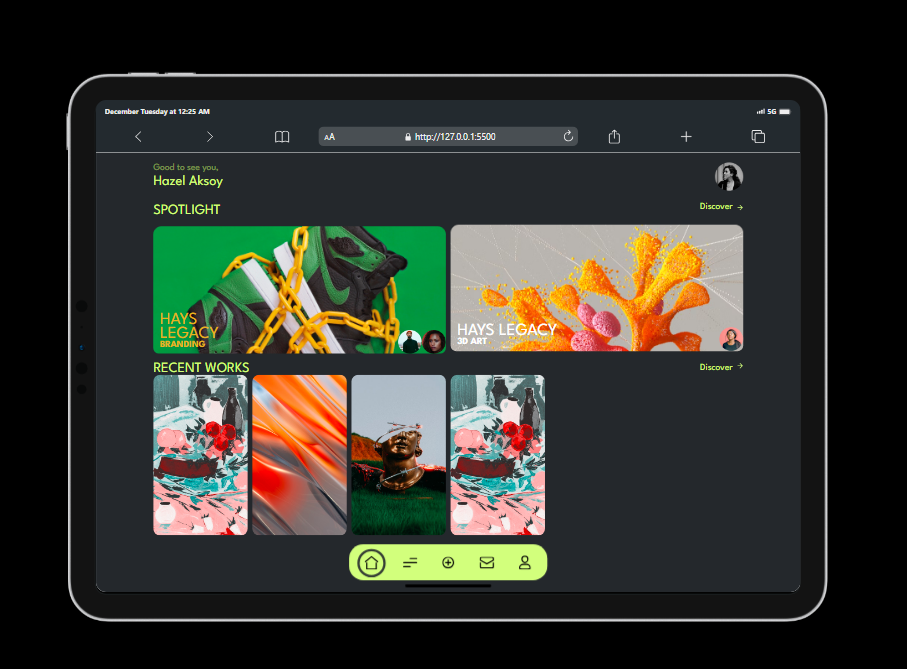 December Tuesday at 12:25 AM
5G
AA
http://127.0.0.1:5500
Good to see you,
Hazel Aksoy
SPOTLIGHT
Discover →
HAYS
LEGACY
BRANDING
HAYS LEGACY
3D ART
RECENT WORKS
Discover →